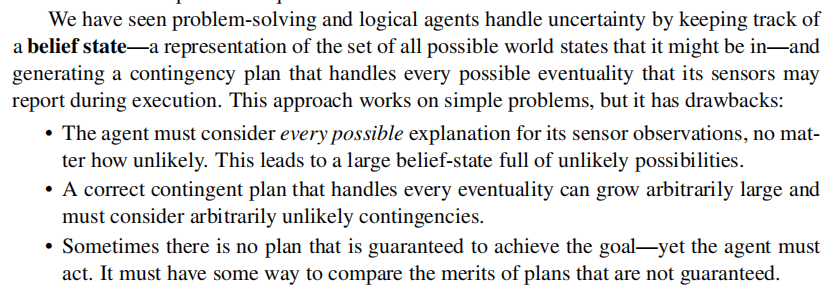 We have seen problem-solving and logical agents handle uncertainty by keeping track of
a belief state—a representation of the set of all possible world states that it might be in—and
generating a contingency plan that handles every possible eventuality that its sensors may
report during execution. This approach works on simple problems, but it has drawbacks:
• The agent must consider every possible explanation for its sensor observations, no mat-
ter how unlikely. This leads to a large belief-state full of unlikely possibilities.
• A correct contingent plan that handles every eventuality can grow arbitrarily large and
must consider arbitrarily unlikely contingencies.
• Sometimes there is no plan that is guaranteed to achieve the goal—yet the agent must
act. It must have some way to compare the merits of plans that are not guaranteed.